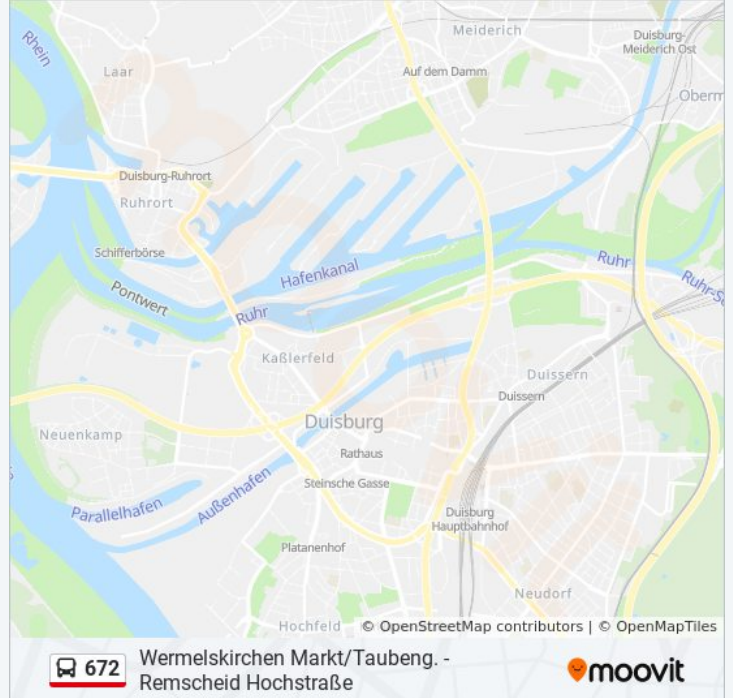 Rhein
Meiderich
Duisburg-
Meiderich Ost
Laar
Auf dem Damm
Duisburg-Ruhrort
Ruhrort
Schifferbörse
Hafenkanal
Ruhr
Pontwert
Ruhr
Kaßlerfeld
Duissern
Duissern
Duisburg
Neuenkamp
Rathaus
Steinsche Gasse
Außenhafen
Parallelhafen
Duisburg
Hauptbahnhof
Platanenhof
Neudorf
Hochfeld
© OpenStreetMap contributors | © OpenMapTiles
672
Wermelskirchen Markt/Taubeng. -
Remscheid Hochstraße
moovit